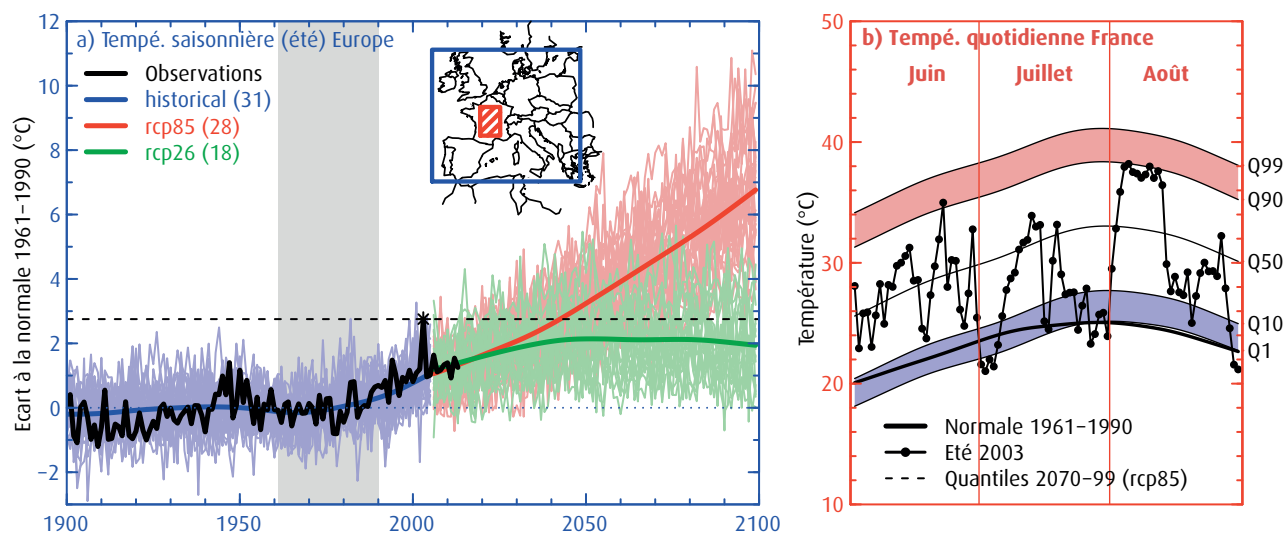 a) Tempé. saisonnière (été) Europe
Observations
historical (31)
rcp85 (28)
rcp26 (18)
Ecart à la normale 1961–1990 (°C)
12
10
8
6
4
2
0
−2
1900
1950
2000
2050
2100
b) Tempé. quotidienne France
Juin
Juillet
Août
Température (°C)
50
40
30
20
10
Q99
Q90
Q50
Q10
Q1
Normale 1961–1990
Eté 2003
Quantiles 2070–99 (rcp85)